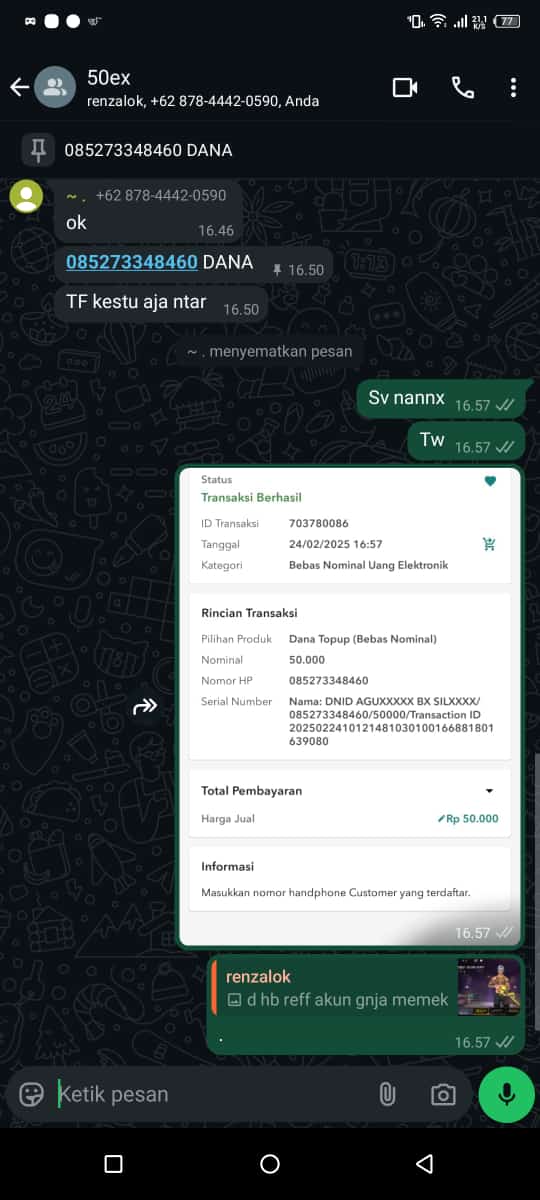 21,1
K/S
77
50ex
renzalok, +62 878-4442-0590, Anda
085273348460 DANA
~ . +62 878-4442-0590
ok
16.46
085273348460 DANA
16.50
TF kestu aja ntar
16.50
~ . menyematkan pesan
Sv nannx
16.57
Tw
16.57
Status
Transaksi Berhasil
ID Transaksi 703780086
Tanggal 24/02/2025 16:57
Kategori Bebas Nominal Uang Elektronik
Rincian Transaksi
Pilihan Produk Dana Topup (Bebas Nominal)
Nominal 50.000
Nomor HP 085273348460
Serial Number Nama: DNID AGUXXXXX BX SILXXXX/
085273348460/50000/Transaction ID
2025022410121481030100166881801
639080
Total Pembayaran
Harga Jual Rp 50.000
Informasi
Masukkan nomor handphone Customer yang terdaftar.
16.57
renzalok
d hb reff akun gnja memek
.
16.57
Ketik pesan